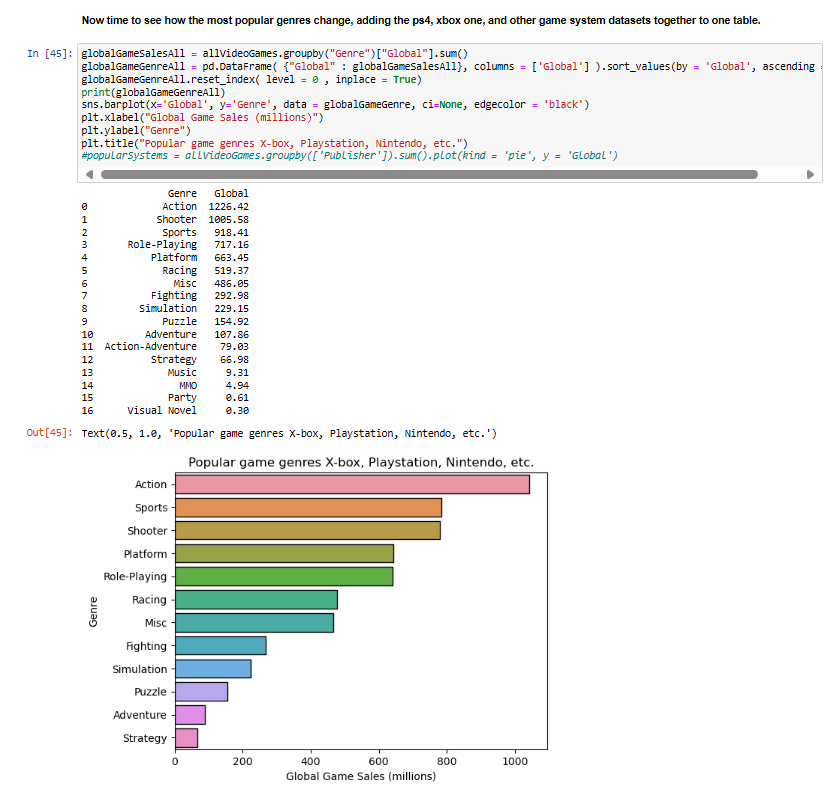 Now time to see how the most popular genres change, adding the ps4, xbox one, and other game system datasets together to one table.
In [45]: globalGameSalesAll = allVideoGames.groupby("Genre")["Global"].sum()
globalGameGenreAll = pd.DataFrame( {"Global" : globalGameSalesAll}, columns = ['Global'] ).sort_values(by = 'Global', ascending =
globalGameGenreAll.reset_index( level = 0 , inplace = True)
print(globalGameGenreAll)
sns.barplot(x='Global', y='Genre', data = globalGameGenre, ci=None, edgecolor = 'black')
plt.xlabel("Global Game Sales (millions)")
plt.ylabel("Genre")
plt.title("Popular game genres X-box, Playstation, Nintendo, etc.")
#popularSystems = allVideoGames.groupby(['Publisher']).sum().plot(kind = 'pie', y = 'Global')
Genre Global
0 Action 1226.42
1 Shooter 1005.58
2 Sports 918.41
3 Role-Playing 717.16
4 Platform 663.45
5 Racing 519.37
6 Misc 486.05
7 Fighting 292.98
8 Simulation 229.15
9 Puzzle 154.92
10 Adventure 107.86
11 Action-Adventure 79.03
12 Strategy 66.98
13 Music 9.31
14 MMO 4.94
15 Party 0.61
16 Visual Novel 0.30
Out[45]: Text(0.5, 1.0, 'Popular game genres X-box, Playstation, Nintendo, etc.')
Popular game genres X-box, Playstation, Nintendo, etc.
Action
Sports
Shooter
Platform
Role-Playing
Racing
Misc
Fighting
Simulation
Puzzle
Adventure
Strategy
Genre
0 200 400 600 800 1000
Global Game Sales (millions)